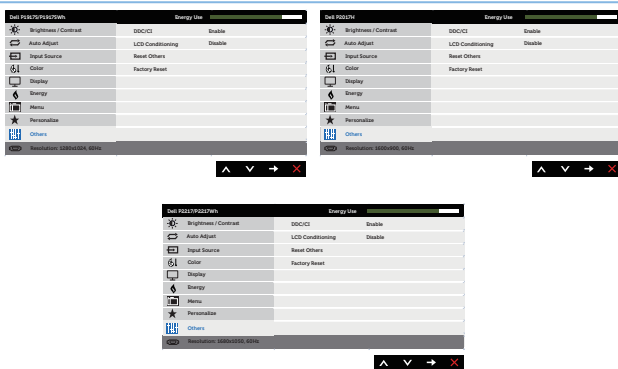 Dell P1917S/P1917SWh Energy Use
Brightness / Contrast DDC/CI Enable
Auto Adjust LCD Conditioning Disable
Input Source Reset Others
Color Factory Reset
Display
Energy
Menu
Personalize
Others
Resolution: 1280x1024, 60Hz
Dell P2017H Energy Use
Brightness / Contrast DDC/CI Enable
Auto Adjust LCD Conditioning Disable
Input Source Reset Others
Color Factory Reset
Display
Energy
Menu
Personalize
Others
Resolution: 1600x900, 60Hz
Dell P2217/P2217Wh Energy Use
Brightness / Contrast DDC/CI Enable
Auto Adjust LCD Conditioning Disable
Input Source Reset Others
Color Factory Reset
Display
Energy
Menu
Personalize
Others
Resolution: 1680x1050, 60Hz